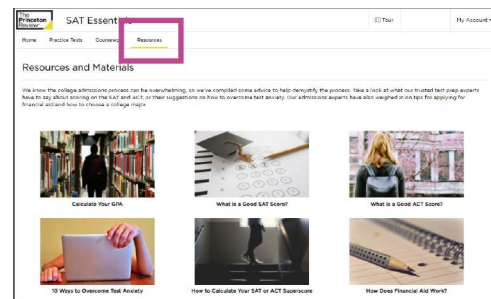 The
Princeton
Review
SAT Essentials
Tour
My Account
Home Practice Tests Coursework Resources
Resources and Materials
We know the college admissions process can be overwhelming, so we've compiled some advice to help demystify the process. Take a look at what our trusted test prep experts
have to say about scoring on the SAT and ACT, or their suggestions on how to overcome test anxiety. Our admissions experts have also weighed in on tips for applying for
financial aid and how to choose a college major.
Calculate Your GPA
What is a Good SAT Score?
What is a Good ACT Score?
10 Ways to Overcome Test Anxiety
How to Calculate Your SAT or ACT Superscore
How Does Financial Aid Work?